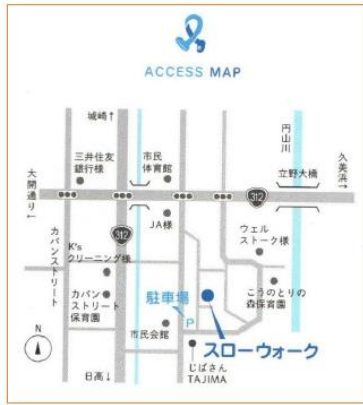 ACCESS MAP
城崎↑
三井住友
銀行様
市民
体育館
円山川
久美浜→
立野大橋
大開通り←
312
カバンストリート
312
JA様
K's
クリーニング様
ウェル
ストーク様
カバン
ストリート
保育園
駐車場
P
こうのとりの
森保育園
市民会館
スローウォーク
N
日高↓
じばさん
TAJIMA